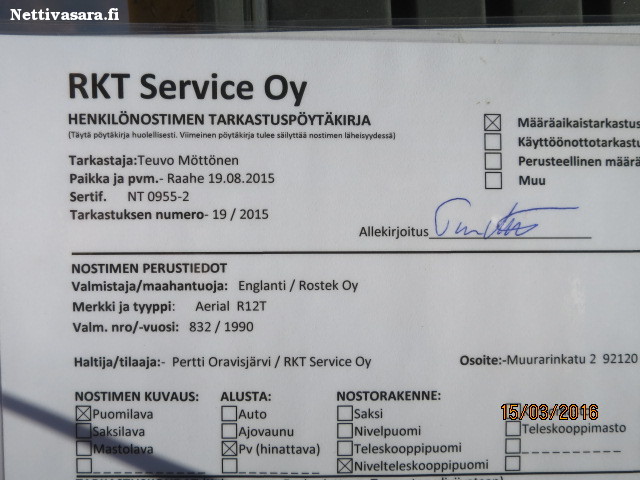 Nettivasara.fi
RKT Service Oy
HENKILÖNOSTIMEN TARKASTUSPÖYTÄKIRJA
(Täytä pöytäkirja huolellisesti. Viimeinen pöytäkirja tulee säilyttää nostimen läheisyydessä)
Tarkastaja:Teuvo Möttönen
Paikka ja pvm.- Raahe 19.08.2015
Sertif. NT 0955-2
Tarkastuksen numero- 19 / 2015
Määräaikaistarkastus
Käyttöönottotarkastu
Perusteellinen määrä
Muu
Allekirjoitus
NOSTIMEN PERUSTIEDOT
Valmistaja/maahantuoja: Englanti / Rostek Oy
Merkki ja tyyppi: Aerial R12T
Valm. nro/-vuosi: 832 / 1990
Haltija/tilaaja:- Pertti Oravisjärvi / RKT Service Oy Osoite:-Muurarinkatu 2 92120
NOSTIMEN KUVAUS: ALUSTA: NOSTORAKENNE:
Puomilava Auto Saksi
Saksilava Ajovaunu Nivelpuomi Teleskooppimasto
Mastolava Pv (hinattava) Teleskooppipuomi
Nivelteleskooppipuomi
15/03/2016